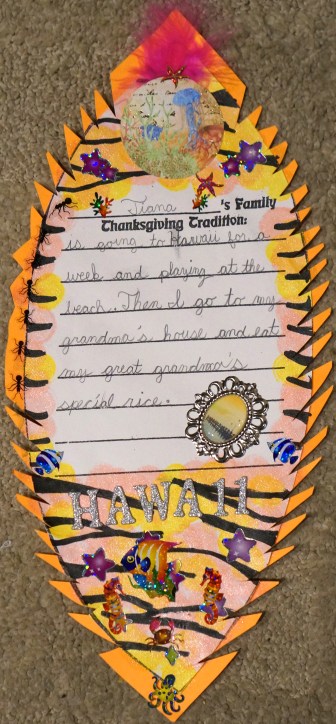 Tiana 's Family
Thanksgiving Tradition:
is going to Hawaii for a
week and playing at the
beach. Then I go to my
grandma's house and eat
my great grandma's
special rice.
HAWA11